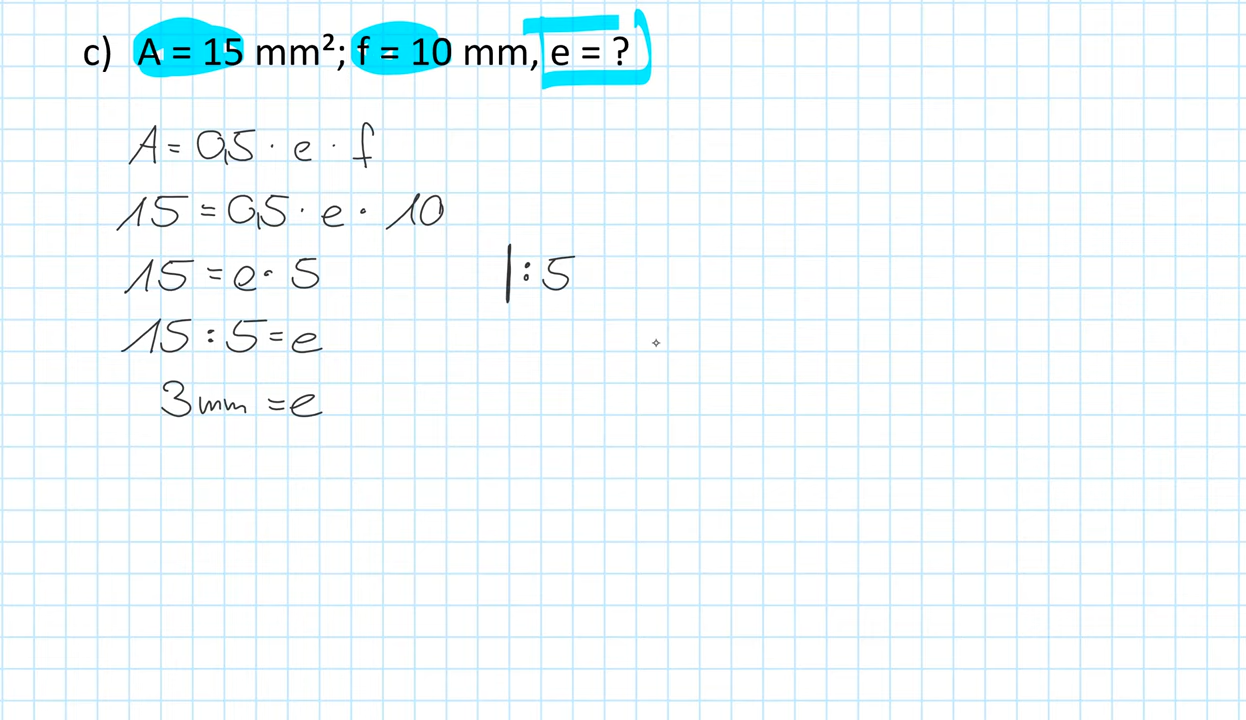 c) A = 15 mm²; f = 10 mm, e = ?
A = 0,5 · e · f
15 = 0,5 · e · 10
15 = e · 5 | : 5
15 : 5 = e
3 mm = e